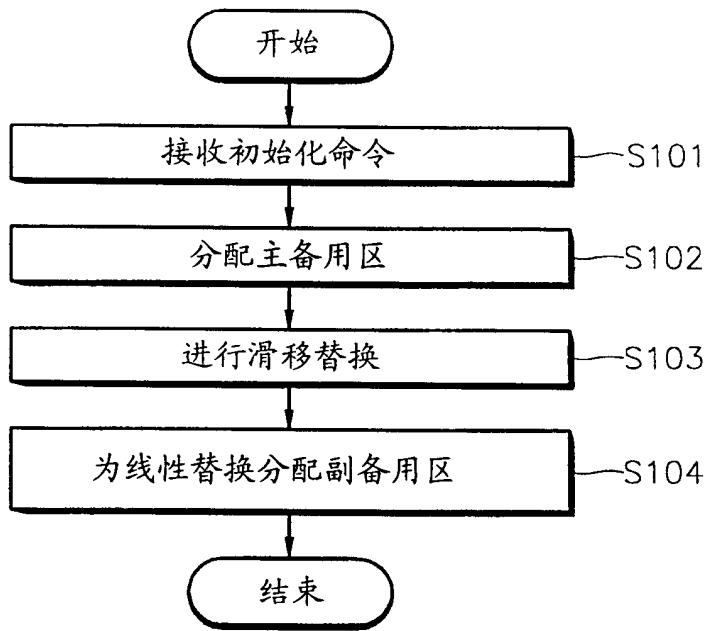 开始
接收初始化命令 S101
分配主备用区 S102
进行滑移替换 S103
为线性替换分配副备用区 S104
结束